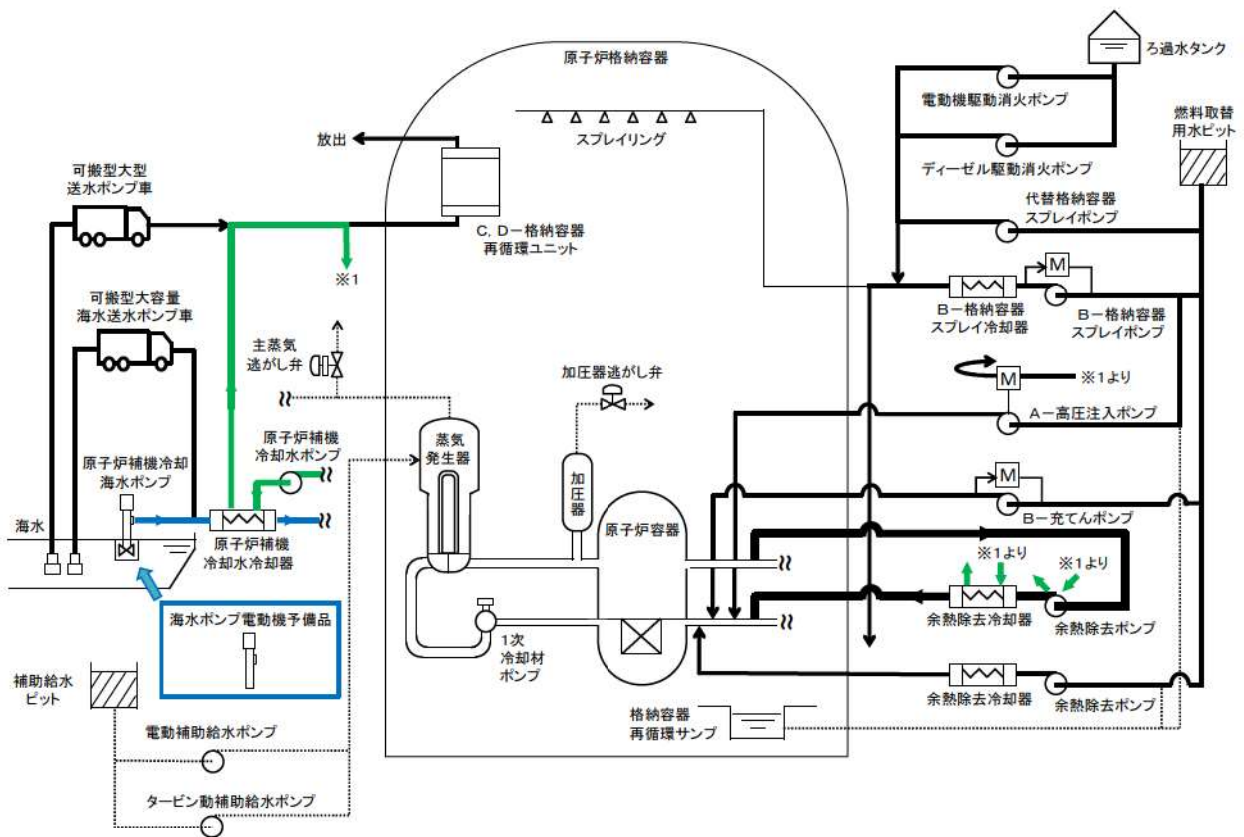 原子炉格納容器
スプレイリング
放出
C, D-格納容器
再循環ユニット
可搬型大型
送水ポンプ車
※1
可搬型大容量
海水送水ポンプ車
主蒸気
逃がし弁
加圧器逃がし弁
原子炉補機
冷却水ポンプ
蒸気
発生器
加圧器
原子炉容器
原子炉補機冷却
海水ポンプ
海水
原子炉補機
冷却水冷却器
海水ポンプ電動機予備品
1次
冷却材
ポンプ
補助給水
ピット
電動補助給水ポンプ
タービン動補助給水ポンプ
格納容器
再循環サンプ
ろ過水タンク
電動機駆動消火ポンプ
燃料取替
用水ピット
ディーゼル駆動消火ポンプ
代替格納容器
スプレイポンプ
M
B-格納容器
スプレイ冷却器
B-格納容器
スプレイポンプ
M
※1より
A-高圧注入ポンプ
M
B-充てんポンプ
※1より
※1より
余熱除去冷却器
余熱除去ポンプ
余熱除去冷却器
余熱除去ポンプ